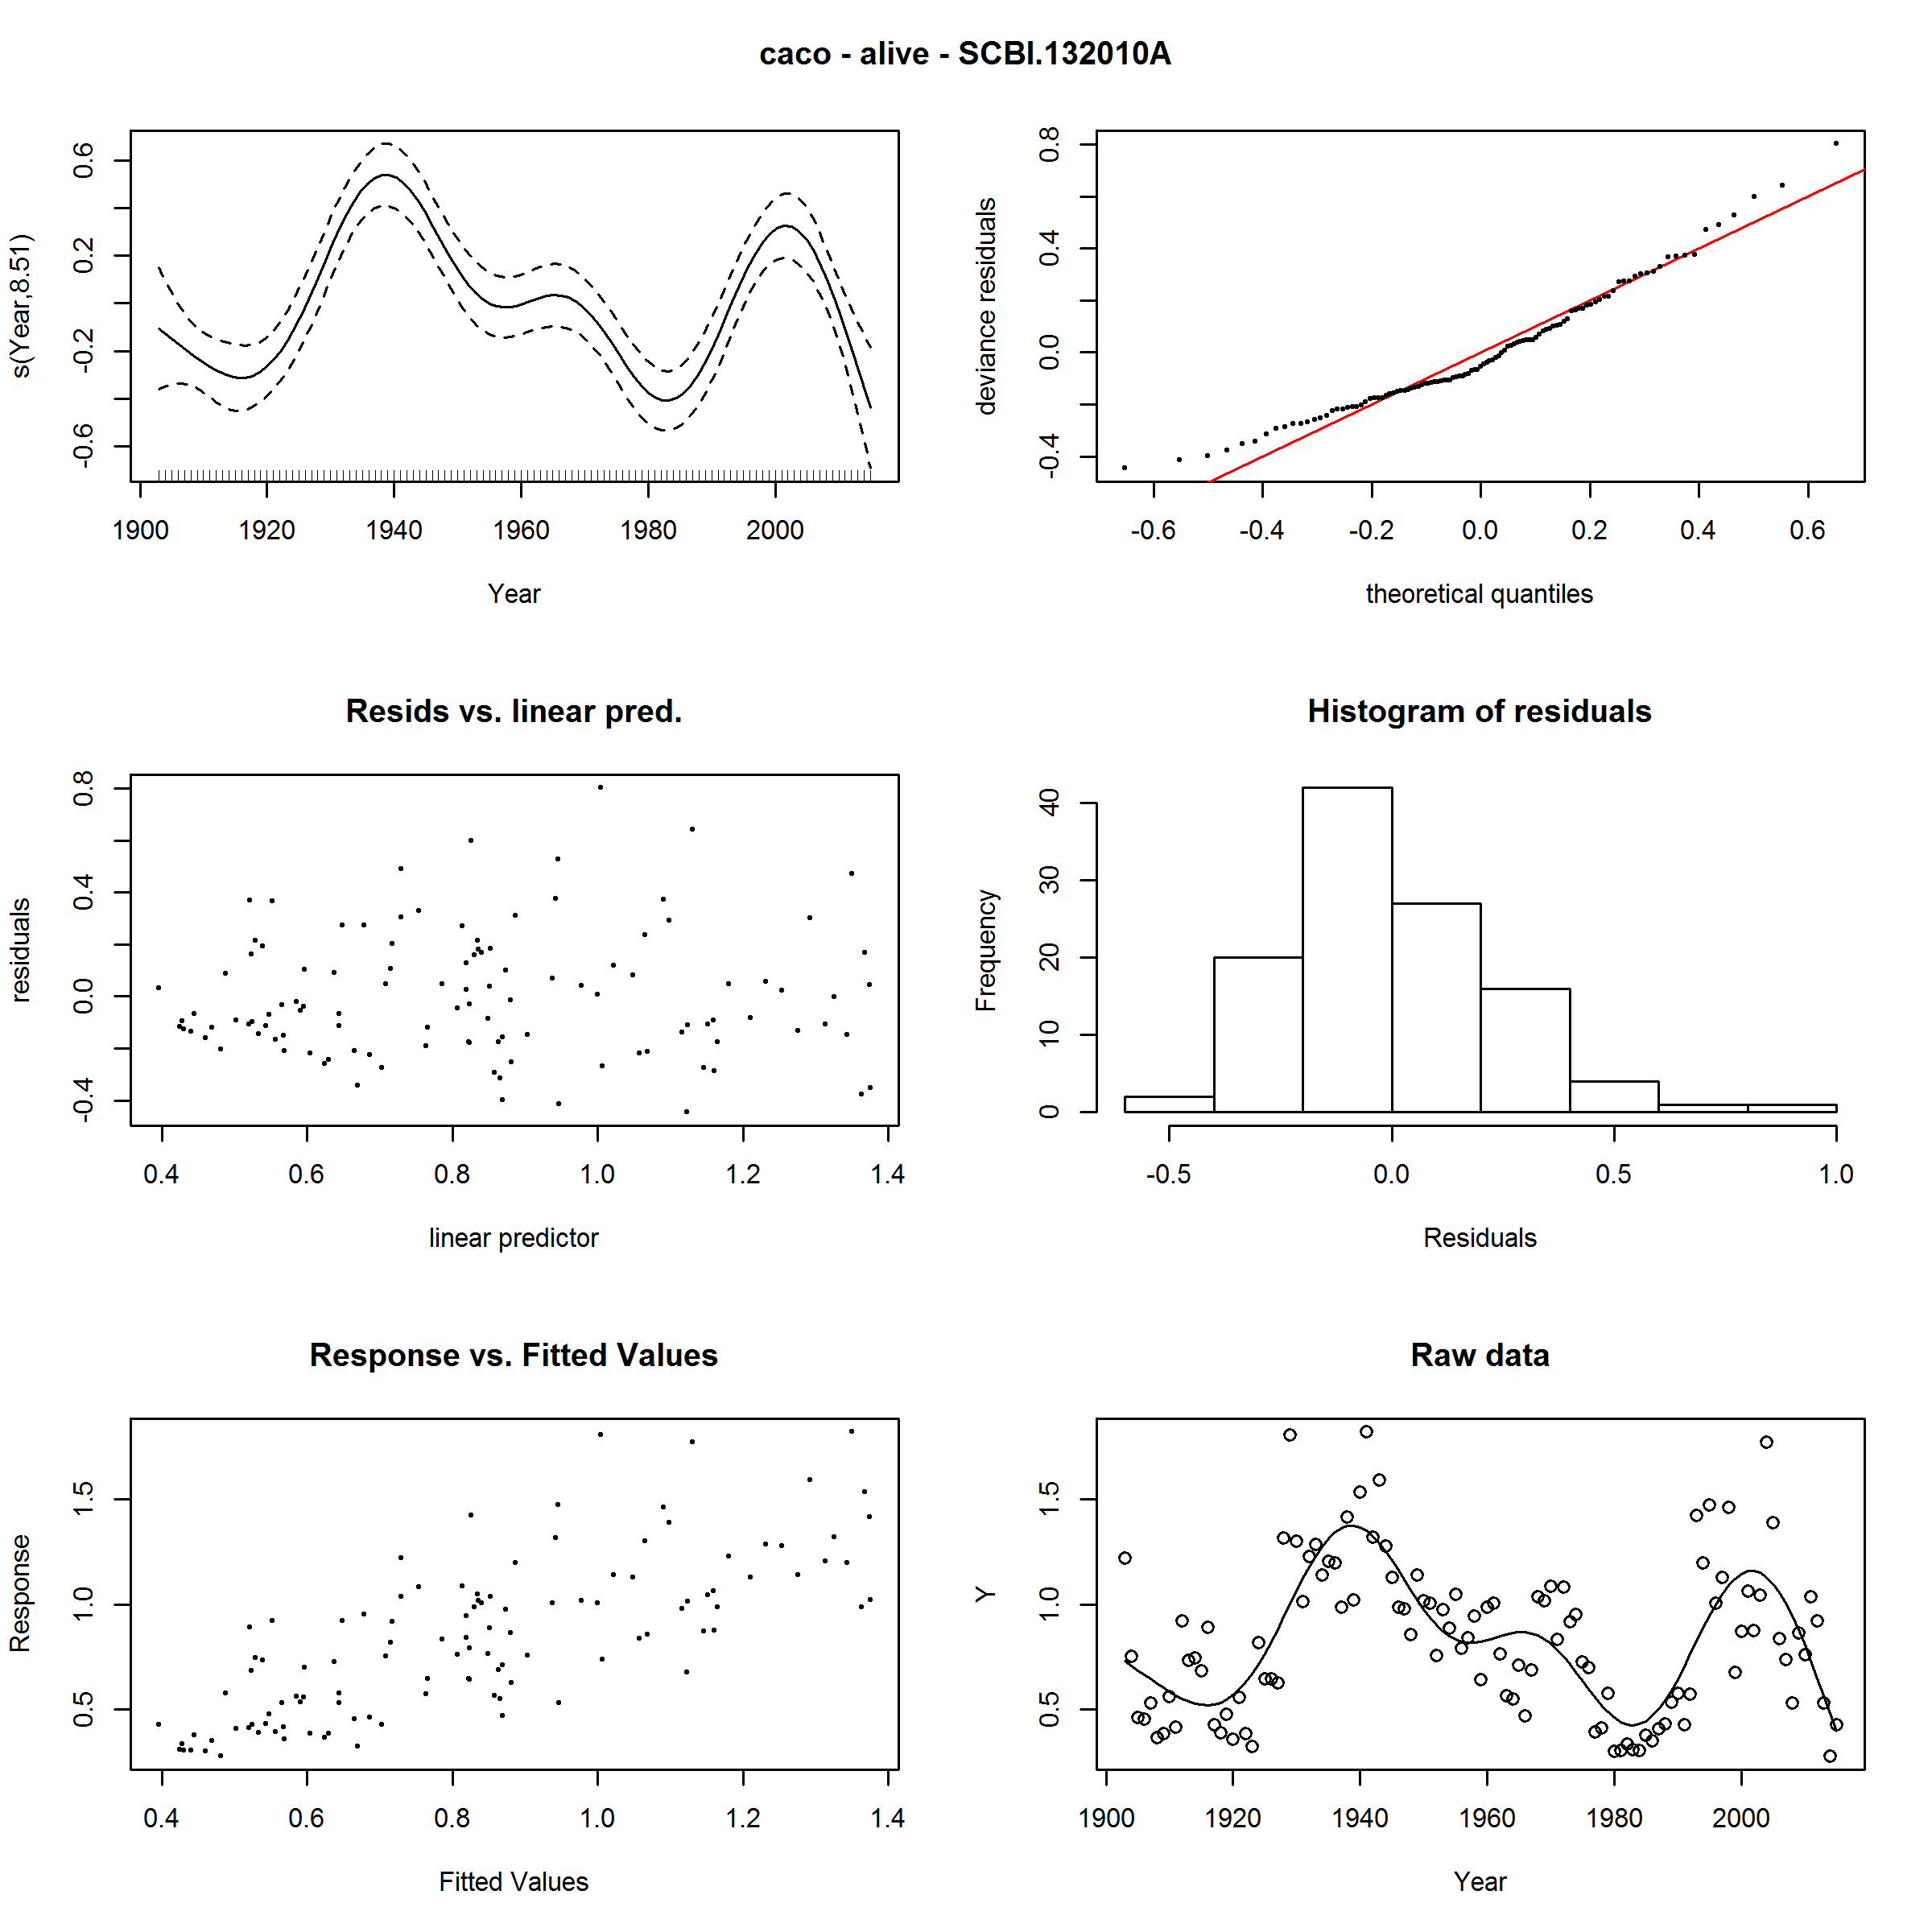 caco - alive - SCBI.132010A
s(Year,8.51)
-0.6 -0.2 0.2 0.6
1900 1920 1940 1960 1980 2000
Year
deviance residuals
-0.4 0.0 0.4 0.8
-0.6 -0.4 -0.2 0.0 0.2 0.4 0.6
theoretical quantiles
Resids vs. linear pred.
residuals
-0.4 0.0 0.4 0.8
0.4 0.6 0.8 1.0 1.2 1.4
linear predictor
Histogram of residuals
Frequency
0 10 20 30 40
-0.5 0.0 0.5 1.0
Residuals
Response vs. Fitted Values
Response
0.5 1.0 1.5
0.4 0.6 0.8 1.0 1.2 1.4
Fitted Values
Raw data
Y
0.5 1.0 1.5
1900 1920 1940 1960 1980 2000
Year